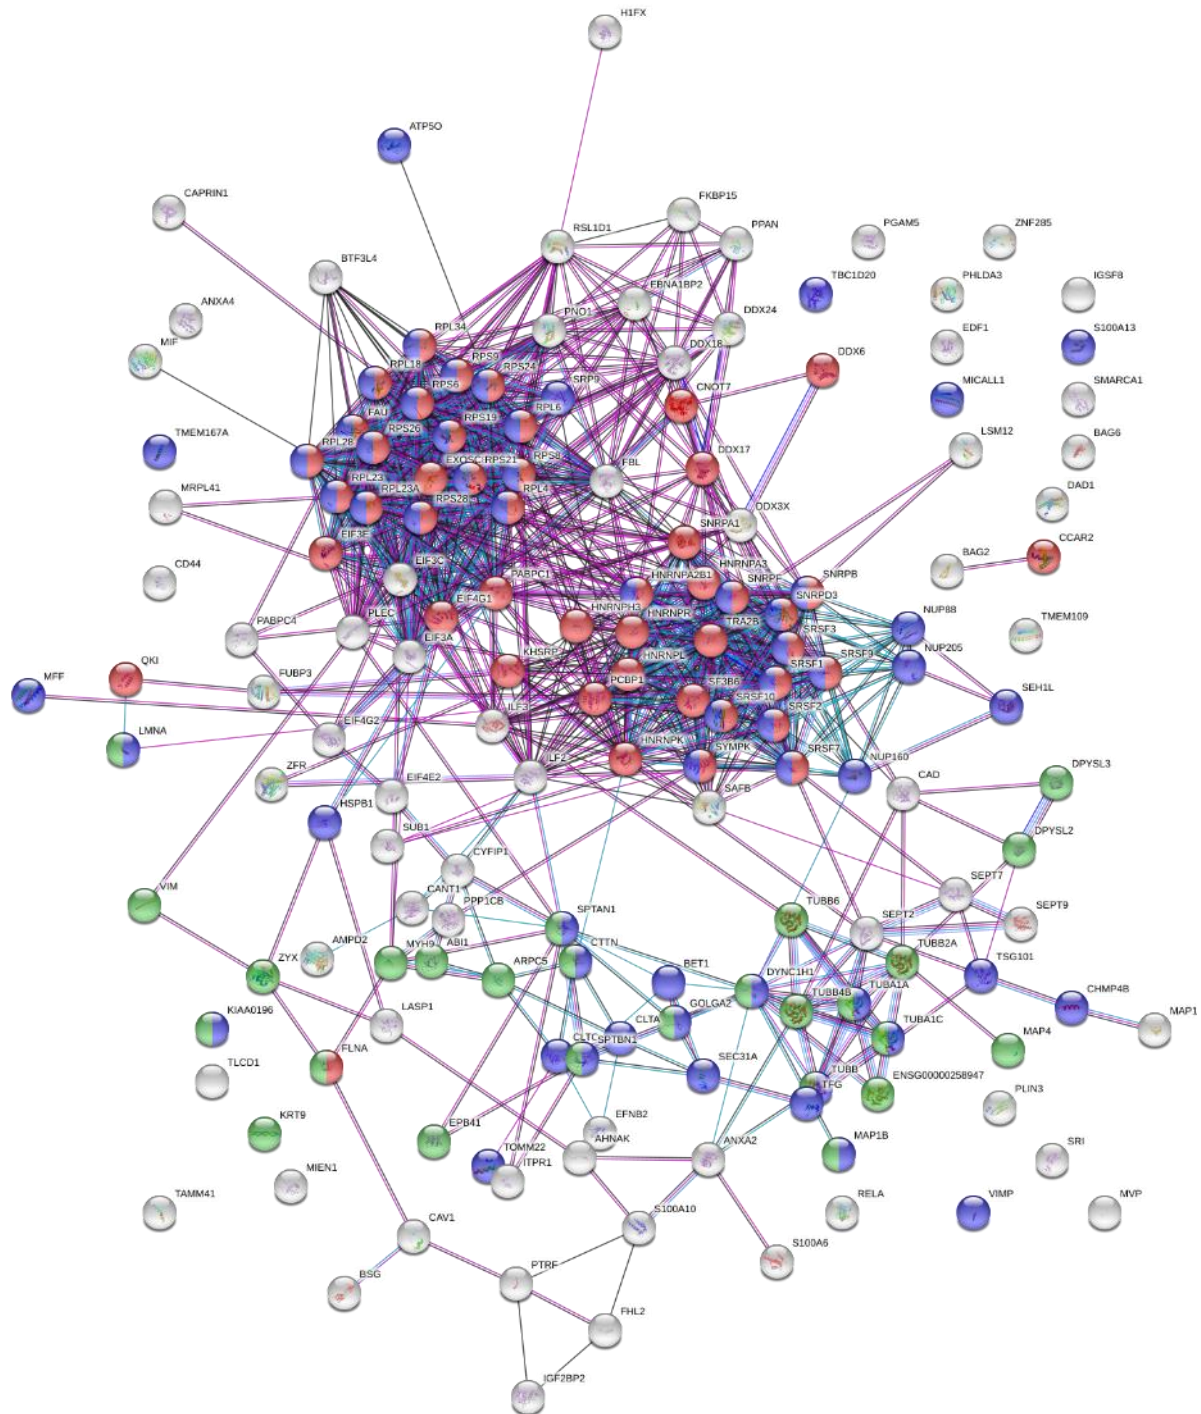 H1FX
ATP5O
CAPRIN1
FKBP15
PPAN
PGAM5
ZNF285
RSL1D1
BTF3L4
TBC1D20
PHLDA3
IGSF8
EBNA1BP2
ANXA4
PNO1
DDX24
EDF1
S100A13
RPL34
MIF
DDX18
RPS9
DDX6
RPL18
RPS24
MICALL1
SMARCA1
RPS6
SRP9
CNOT7
FAU
RPL6
RPS26
RPS19
TMEM167A
RPL28
LSM12
BAG6
EXOSC
RPS21
RPS8
FBL
DDX17
RPL23
RPL23A
RPL4
MRPL41
RPS28
DAD1
DDX3X
EIF3E
SNRPA1
CCAR2
BAG2
EIF3C
HNRNPA3
CD44
PABPC1
HNRNPA2B1
SNRPF
SNRPB
EIF4G1
SNRPD3
HNRNPH3
HNRNPR
TRA2B
NUP88
TMEM109
PABPC4
PLEC
EIF3A
SRSF3
SRSF9
HNRNPL
NUP205
KHSRP
SRSF1
QKI
PCBP1
MFF
FUBP3
SF3B6
SEH1L
SRSF10
ILF3
SRSF2
LMNA
EIF4G2
HNRNPK
SYMPK
SRSF7
NUP160
ILF2
ZFR
CAD
DPYSL3
EIF4E2
SAFB
HSPB1
SUB1
DPYSL2
CYFIP1
VIM
CANT1
SEPT7
PPP1CB
SPTAN1
TUBB6
SEPT2
SEPT9
AMPD2
MYH9
ABI1
CTTN
TUBB2A
ZYX
ARPC5
TSG101
BET1
DYNC1H1
TUBB4B
TUBA1A
LASP1
GOLGA2
CHMP4B
KIAA0196
CLTA
TUBA1C
MAP1
CLTC
SPTBN1
MAP4
FLNA
TLCD1
SEC31A
TUBB
TFG
ENSG00000258947
PLIN3
KRT9
EPB41
EFNB2
MAP1B
AHNAK
ANXA2
SRI
TOMM22
ITPR1
MIEN1
TAMM41
RELA
VIMP
MVP
S100A10
CAV1
S100A6
BSG
PTRF
FHL2
IGF2BP2